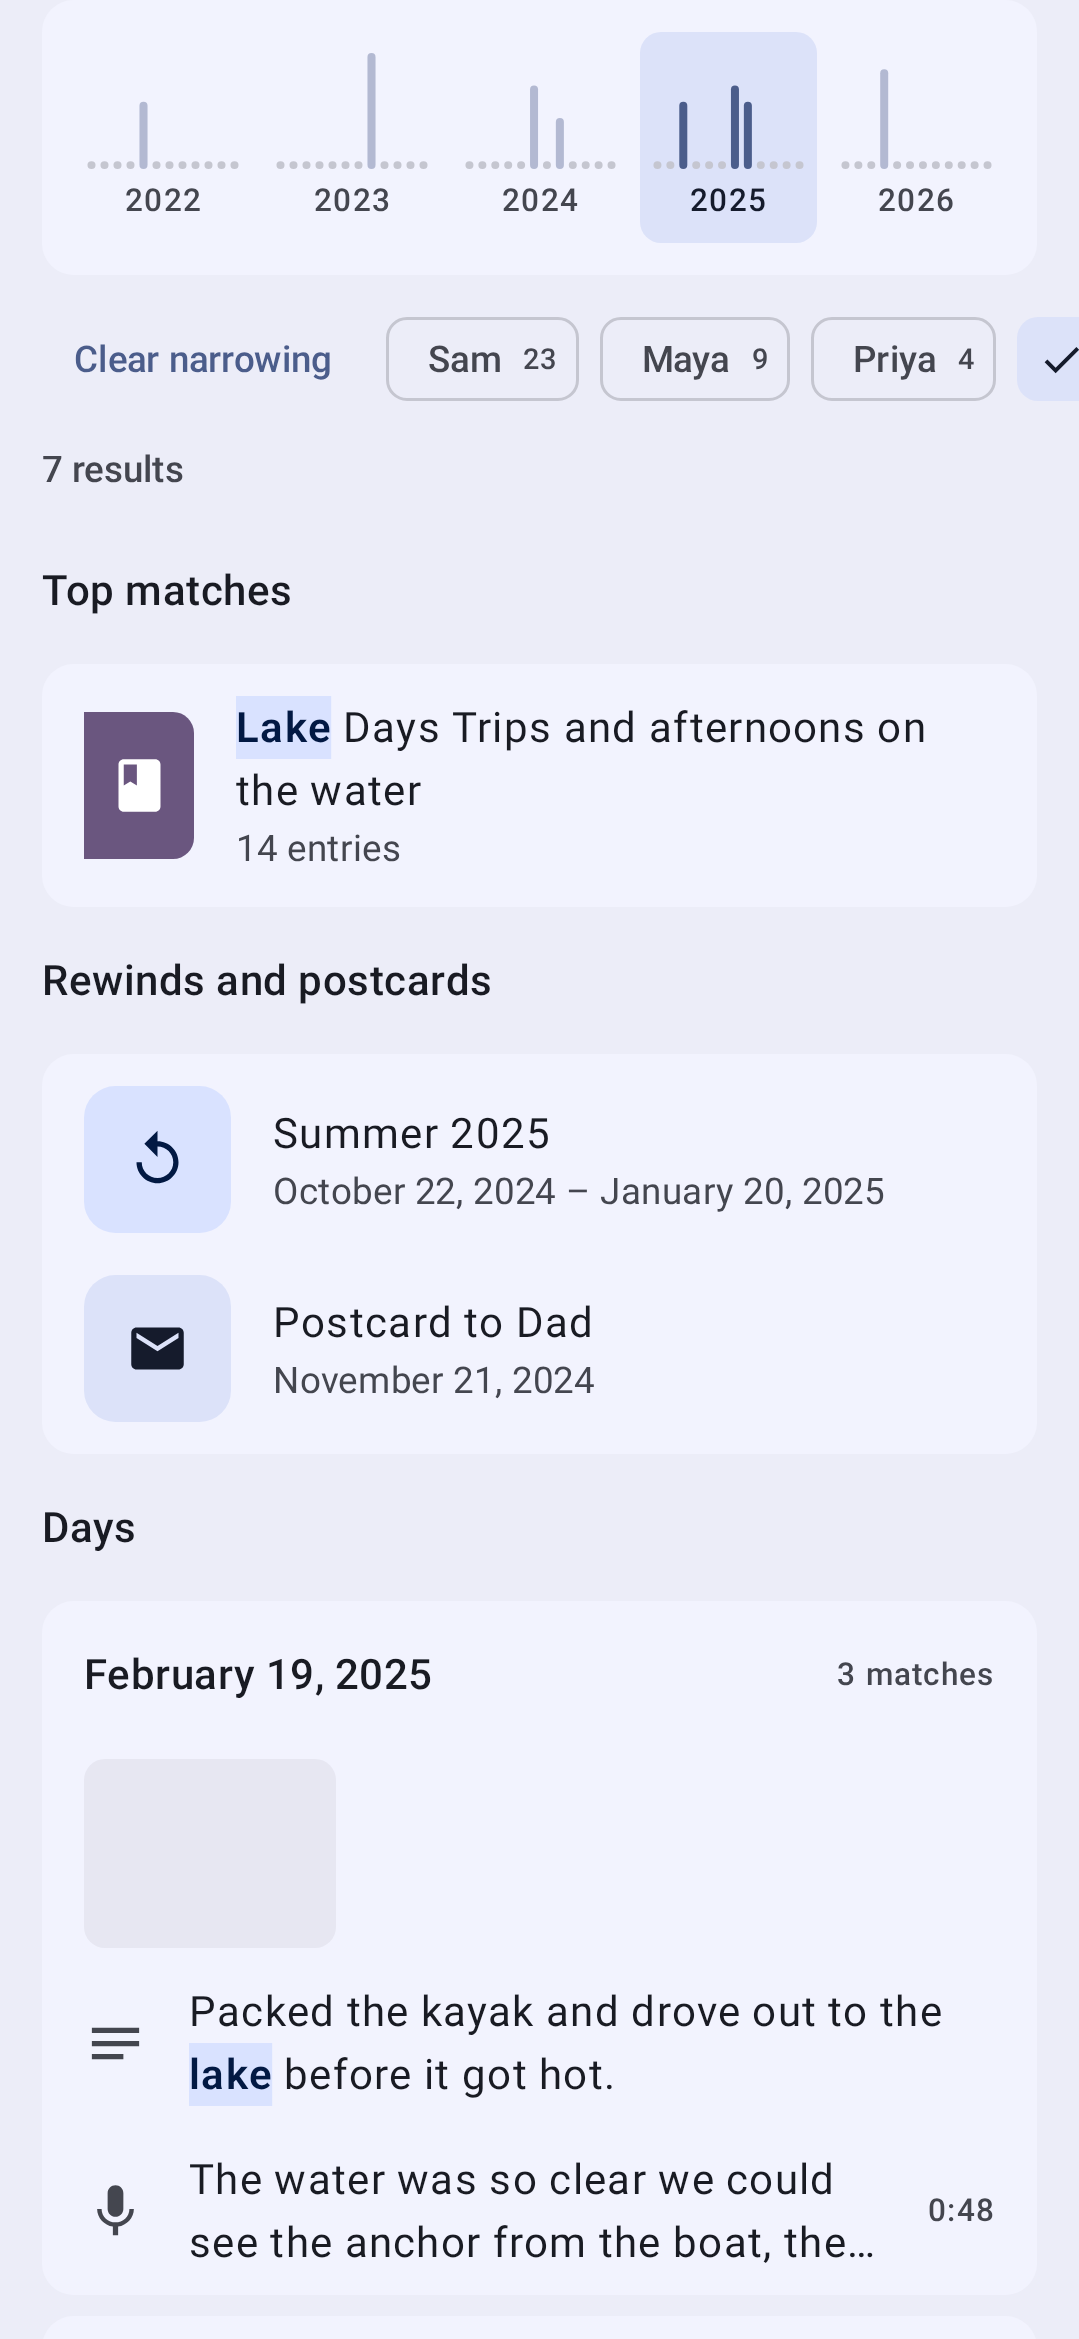 2022 2023 2024 2025 2026
Clear narrowing Sam 23 Maya 9 Priya 4
7 results
Top matches
Lake Days Trips and afternoons on
the water
14 entries
Rewinds and postcards
Summer 2025
October 22, 2024 – January 20, 2025
Postcard to Dad
November 21, 2024
Days
February 19, 2025 3 matches
Packed the kayak and drove out to the
lake before it got hot.
The water was so clear we could
see the anchor from the boat, the…
0:48